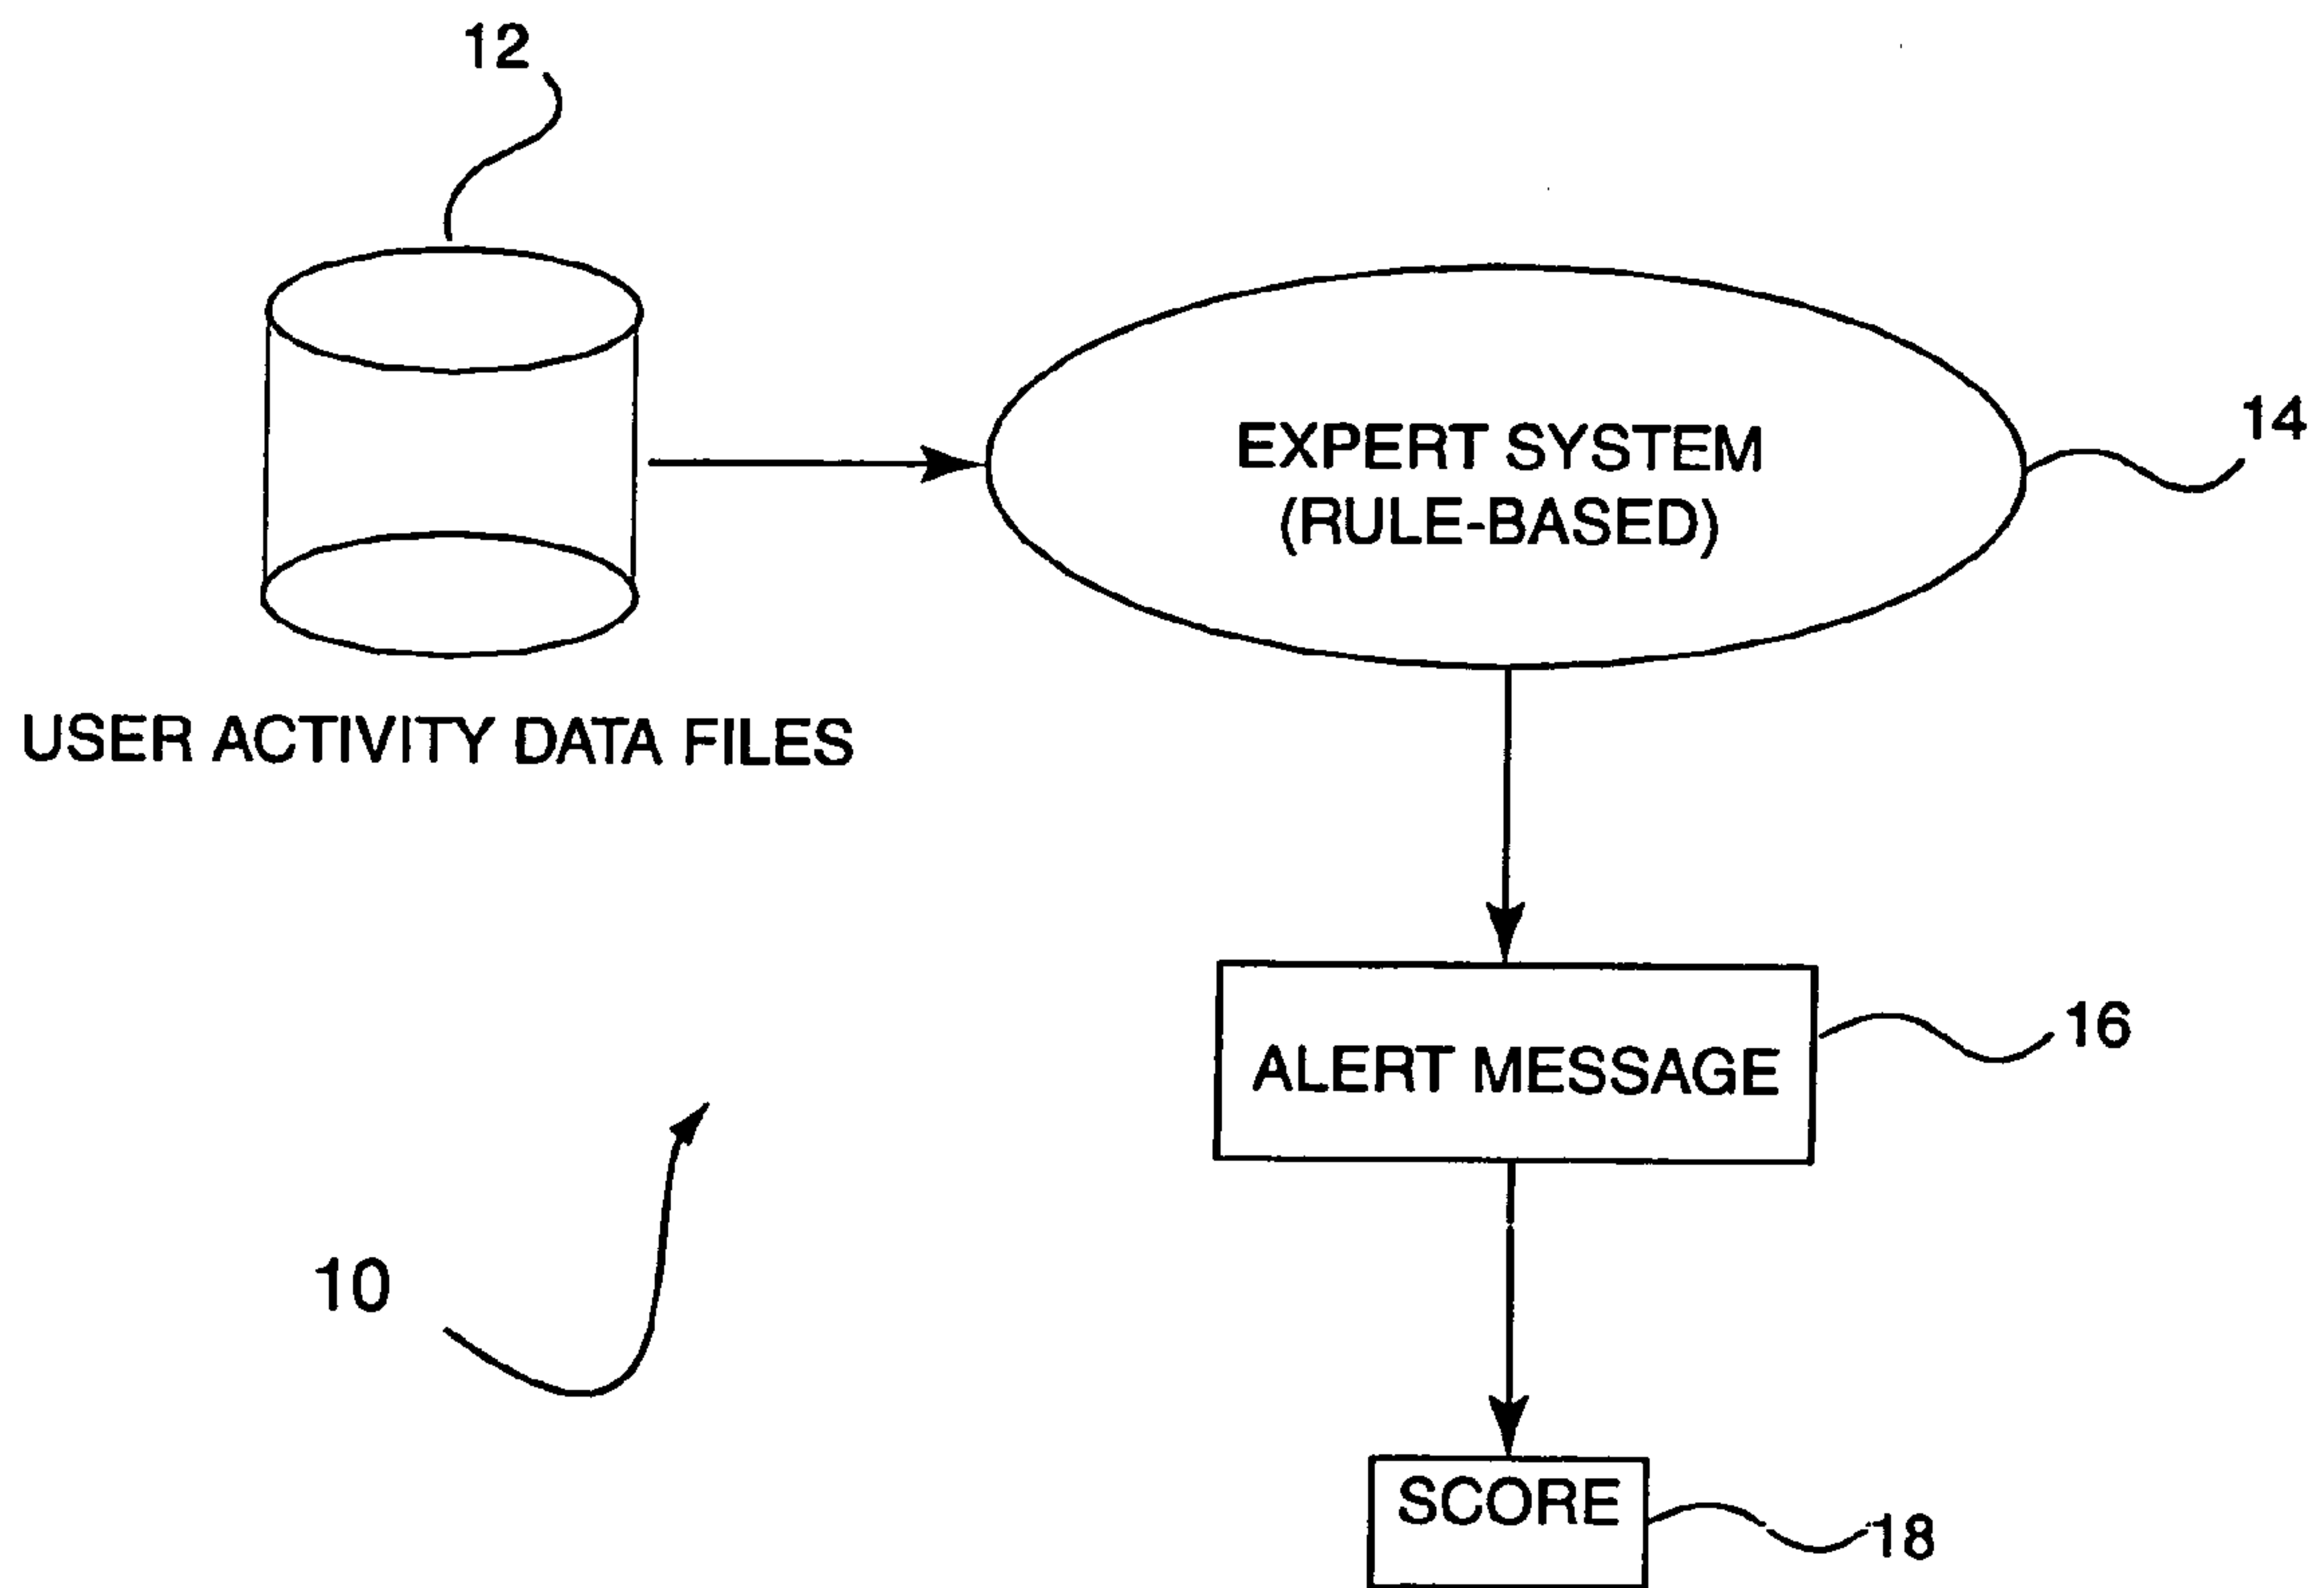 12
EXPERT SYSTEM
(RULE-BASED)
14
USER ACTIVITY DATA FILES
ALERT MESSAGE
16
10
SCORE
18